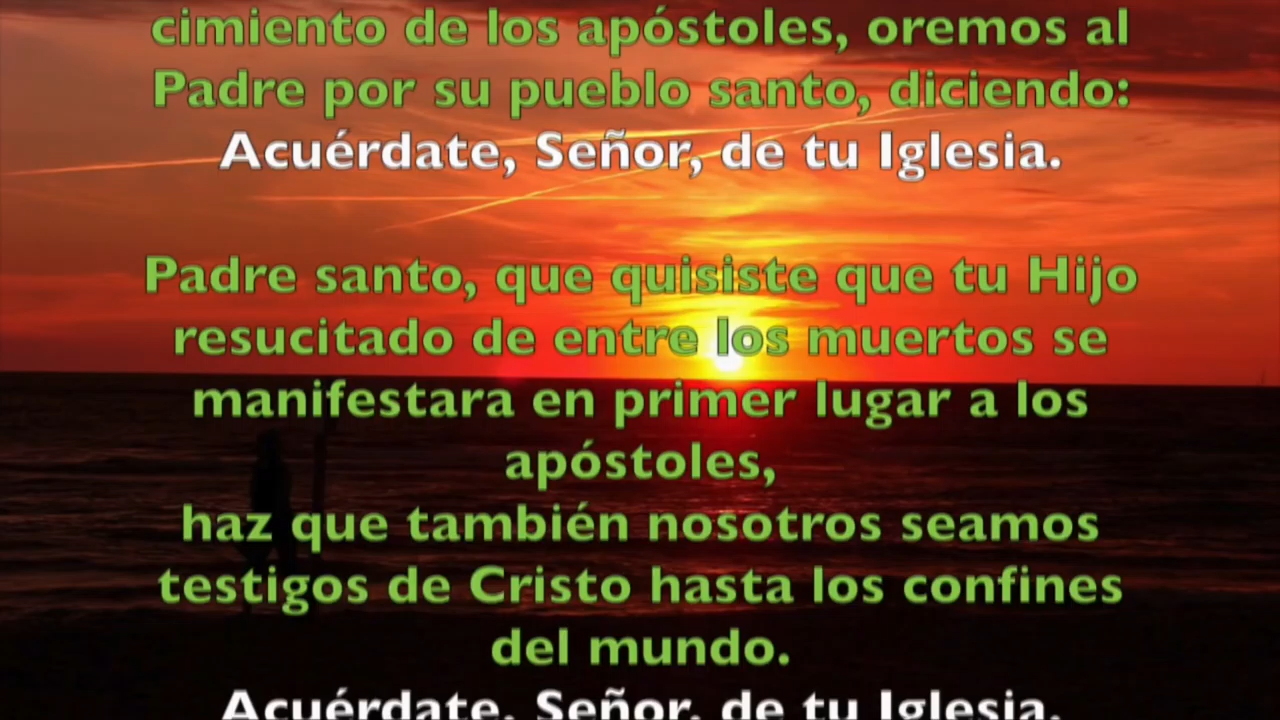 cimiento de los apóstoles, oremos al
Padre por su pueblo santo, diciendo:
Acuérdate, Señor, de tu Iglesia.
Padre santo, que quisiste que tu Hijo
resucitado de entre los muertos se
manifestara en primer lugar a los
apóstoles,
haz que también nosotros seamos
testigos de Cristo hasta los confines
del mundo.
Acuérdate, Señor, de tu Iglesia.